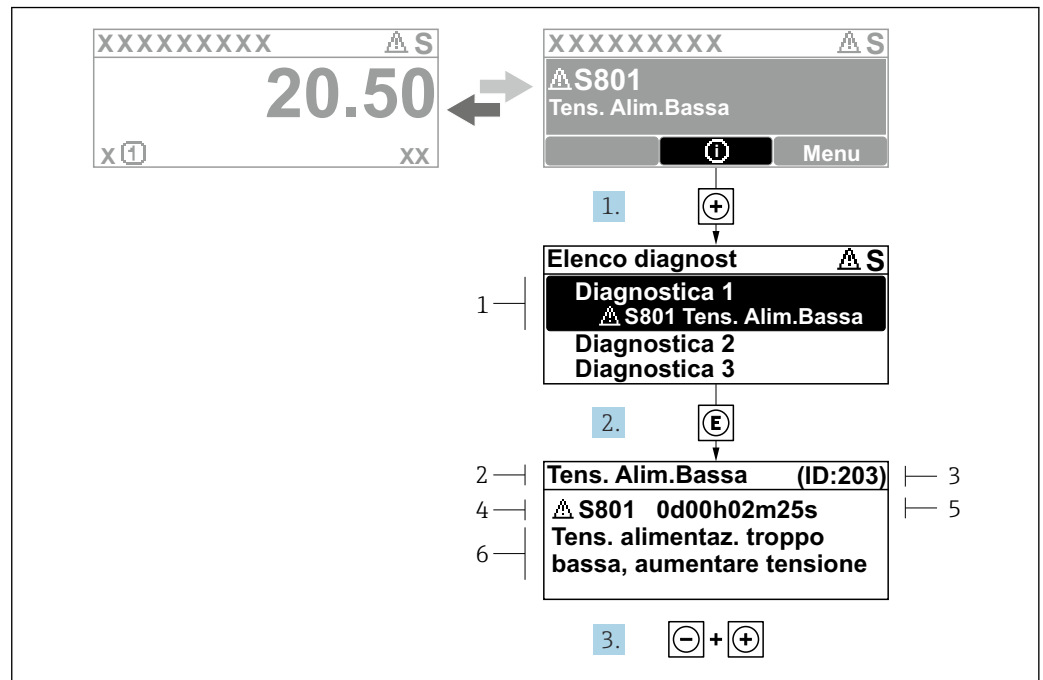 XXXXXXXXX ⚠ S
20.50
x ① xx
XXXXXXXXX ⚠ S
⚠ S801
Tens. Alim.Bassa
ⓘ Menu
1. +
Elenco diagnost ⚠ S
1
Diagnostica 1
⚠ S801 Tens. Alim.Bassa
Diagnostica 2
Diagnostica 3
2. E
2 Tens. Alim.Bassa (ID:203) 3
4 ⚠ S801 0d00h02m25s 5
6
Tens. alimentaz. troppo
bassa, aumentare tensione
3. - + +